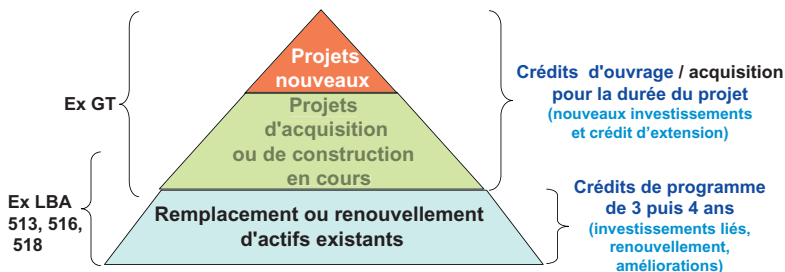 Projets
nouveaux
Ex GT
Projets
d'acquisition
ou de construction
en cours
Crédits d'ouvrage / acquisition
pour la durée du projet
(nouveaux investissements
et crédit d’extension)
Ex LBA
513, 516,
518
Remplacement ou renouvellement
d'actifs existants
Crédits de programme
de 3 puis 4 ans
(investissements liés,
renouvellement,
améliorations)